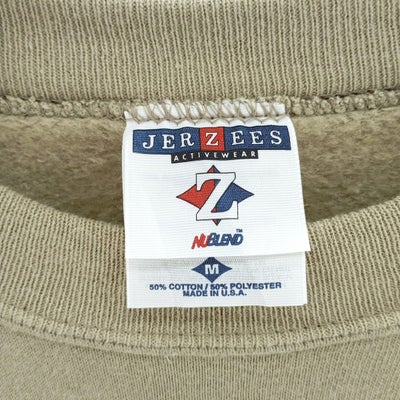 JERZEES
ACTIVEWEAR
Z
NUBLEND
M
50% COTTON / 50% POLYESTER
MADE IN U.S.A.